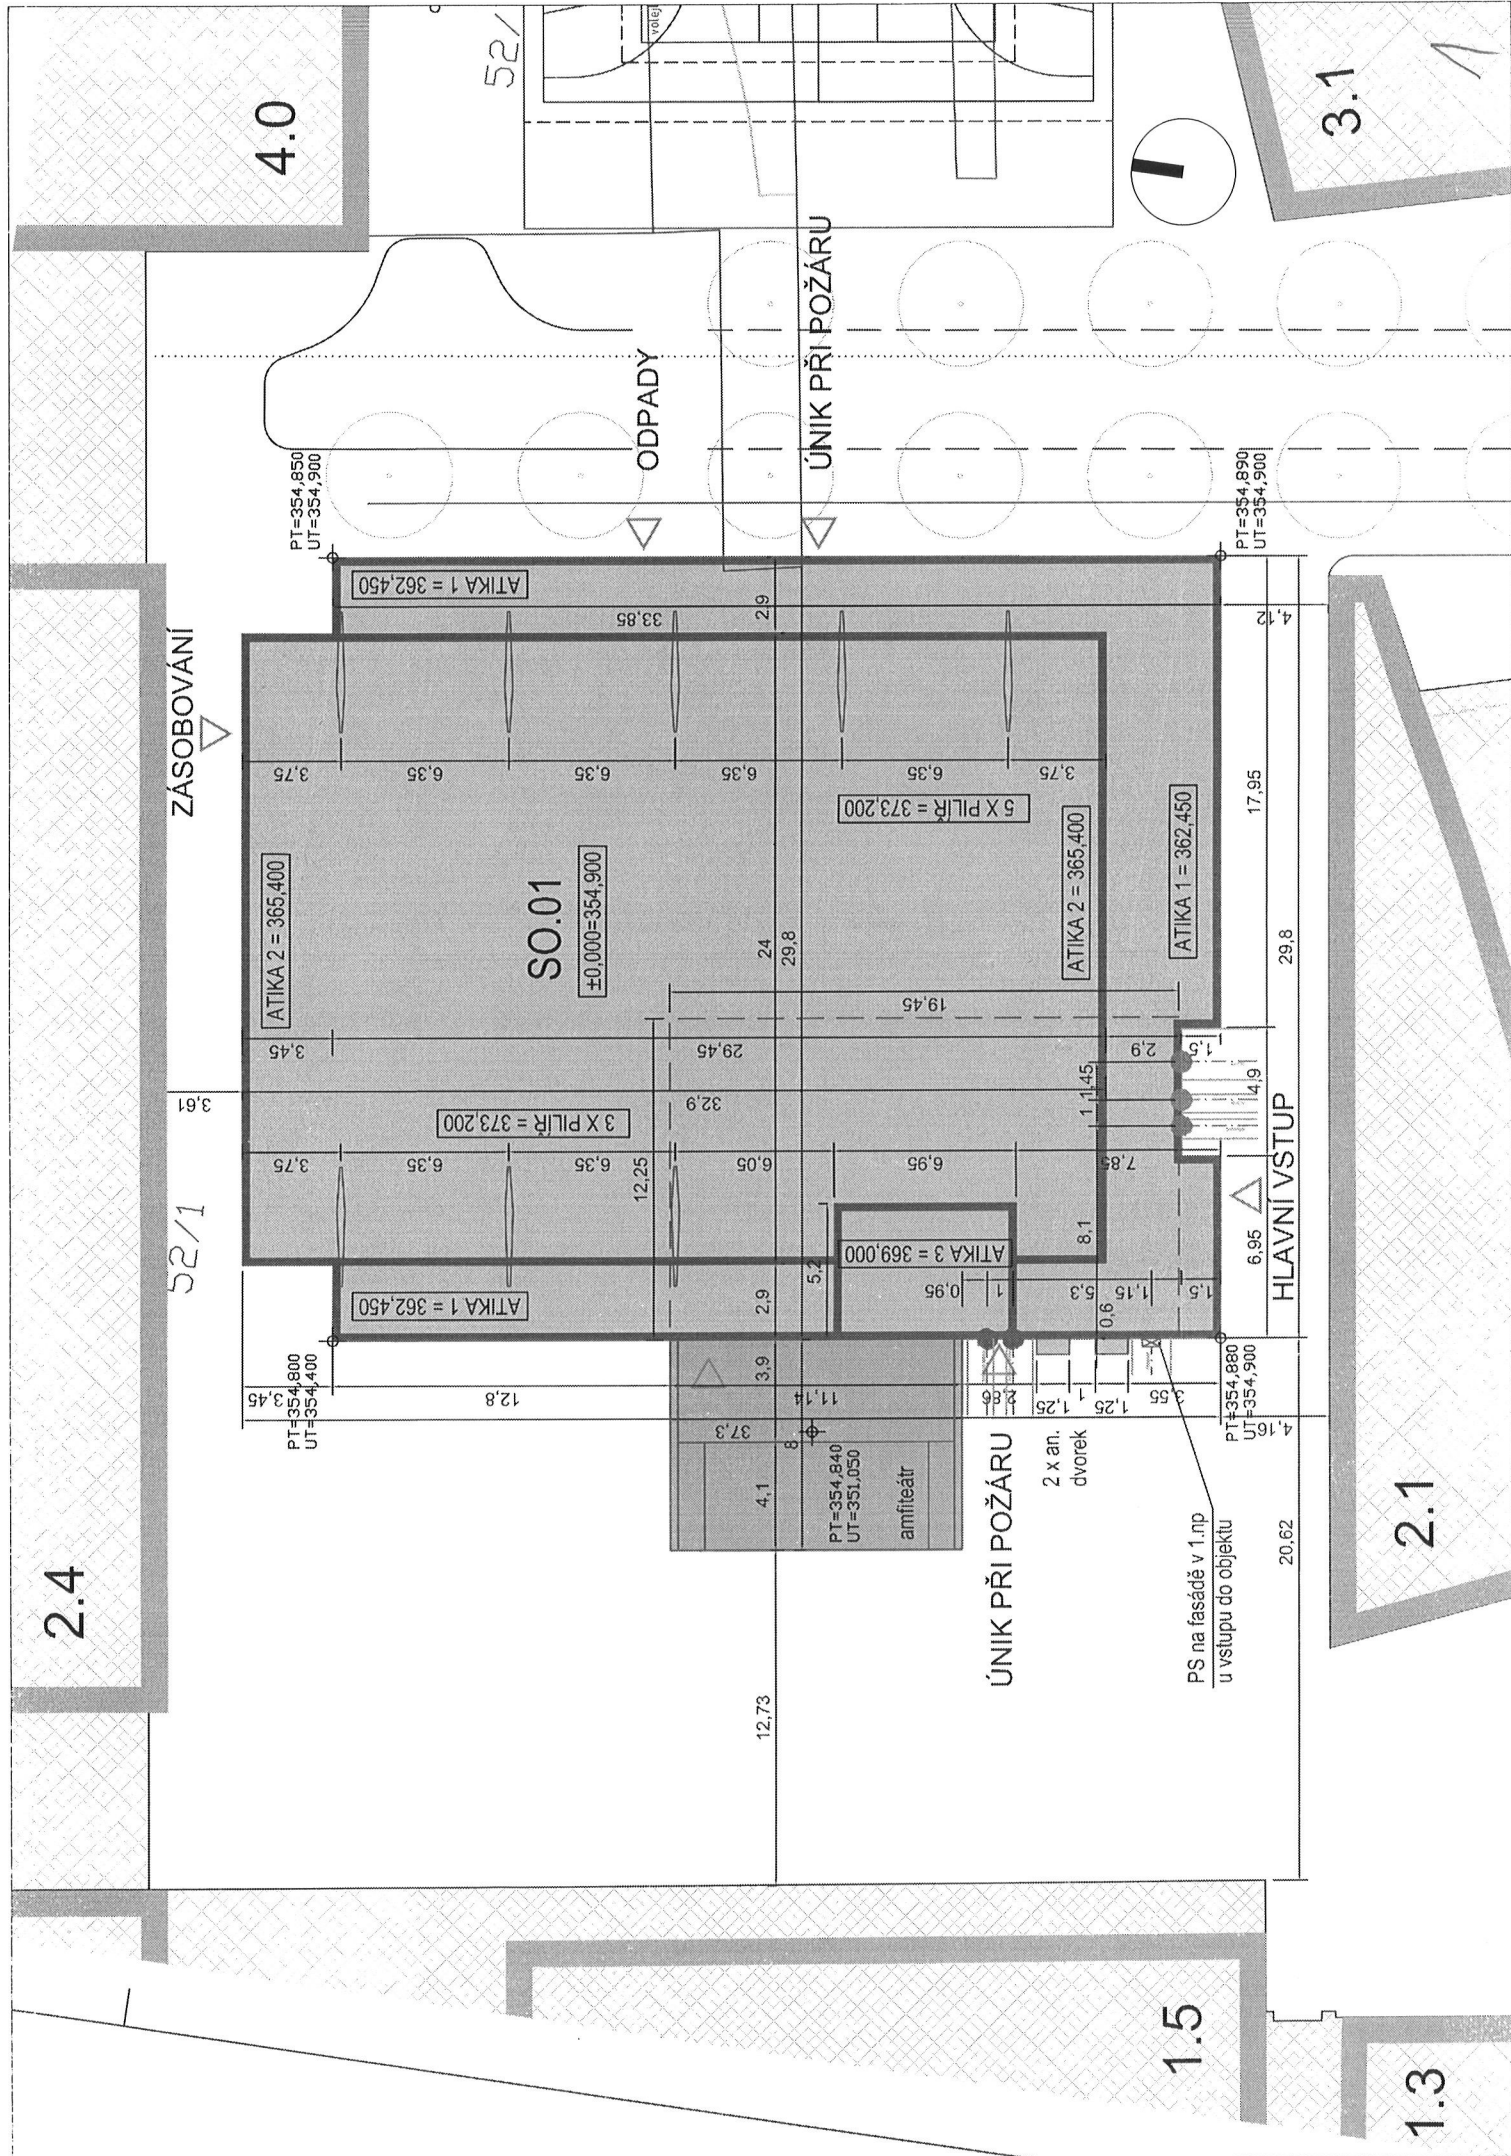 4.0
52/
volej
3.1
2.4
52/1
ZÁSOBOVÁNÍ
3,61
PT=354,850
UT=354,900
ODPADY
ÚNIK PŘI POŽÁRU
PT=354,890
UT=354,900
ATIKA 1 = 362,450
33,85
2,9
4,12
3,75
6,35
6,35
6,35
6,35
3,75
5 X PILÍŘ = 373,200
ATIKA 2 = 365,400
SO.01
±0,000=354,900
24
29,8
ATIKA 2 = 365,400
ATIKA 1 = 362,450
17,95
29,8
19,45
3,45
29,45
2,9
1,5
32,9
1
1,45
4,9
3 X PILÍŘ = 373,200
3,75
6,35
6,35
6,05
6,95
7,85
12,25
8,1
6,95
HLAVNÍ VSTUP
ATIKA 1 = 362,450
2,9
5,2
ATIKA 3 = 369,000
0,95
1
5,3
1,15
1,5
0,6
PT=354,800
UT=354,400
3,45
12,8
3,9
11,14
1,25
1
1,25
3,55
4,16
37,3
8
4,1
PT=354,840
UT=351,050
amfiteátr
ÚNIK PŘI POŽÁRU
2 x an.
dvorek
PT=354,880
UT=354,900
PS na fasádě v 1.np
u vstupu do objektu
12,73
20,62
2.1
1.5
1.3